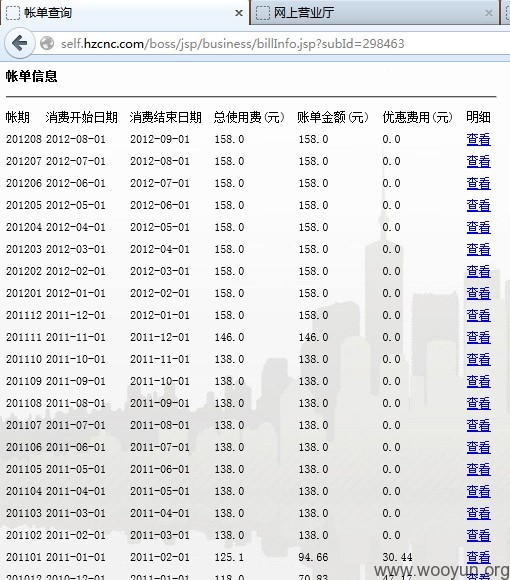 帐单查询 × 网上营业厅 ×
self.hzcnc.com/boss/jsp/business/billInfo.jsp?subId=298463
帐单信息
帐期 消费开始日期 消费结束日期 总使用费(元) 账单金额(元) 优惠费用(元) 明细
201208 2012-08-01 2012-09-01 158.0 158.0 0.0 查看
201207 2012-07-01 2012-08-01 158.0 158.0 0.0 查看
201206 2012-06-01 2012-07-01 158.0 158.0 0.0 查看
201205 2012-05-01 2012-06-01 158.0 158.0 0.0 查看
201204 2012-04-01 2012-05-01 158.0 158.0 0.0 查看
201203 2012-03-01 2012-04-01 158.0 158.0 0.0 查看
201202 2012-02-01 2012-03-01 158.0 158.0 0.0 查看
201201 2012-01-01 2012-02-01 158.0 158.0 0.0 查看
201112 2011-12-01 2012-01-01 158.0 158.0 0.0 查看
201111 2011-11-01 2011-12-01 146.0 146.0 0.0 查看
201110 2011-10-01 2011-11-01 138.0 138.0 0.0 查看
201109 2011-09-01 2011-10-01 138.0 138.0 0.0 查看
201108 2011-08-01 2011-09-01 138.0 138.0 0.0 查看
201107 2011-07-01 2011-08-01 138.0 138.0 0.0 查看
201106 2011-06-01 2011-07-01 138.0 138.0 0.0 查看
201105 2011-05-01 2011-06-01 138.0 138.0 0.0 查看
201104 2011-04-01 2011-05-01 138.0 138.0 0.0 查看
201103 2011-03-01 2011-04-01 138.0 138.0 0.0 查看
201102 2011-02-01 2011-03-01 138.0 138.0 0.0 查看
201101 2011-01-01 2011-02-01 125.1 94.66 30.44 查看
201012 2010-12-01 2011-01-01 118.0 70.83
www.wooyun.org